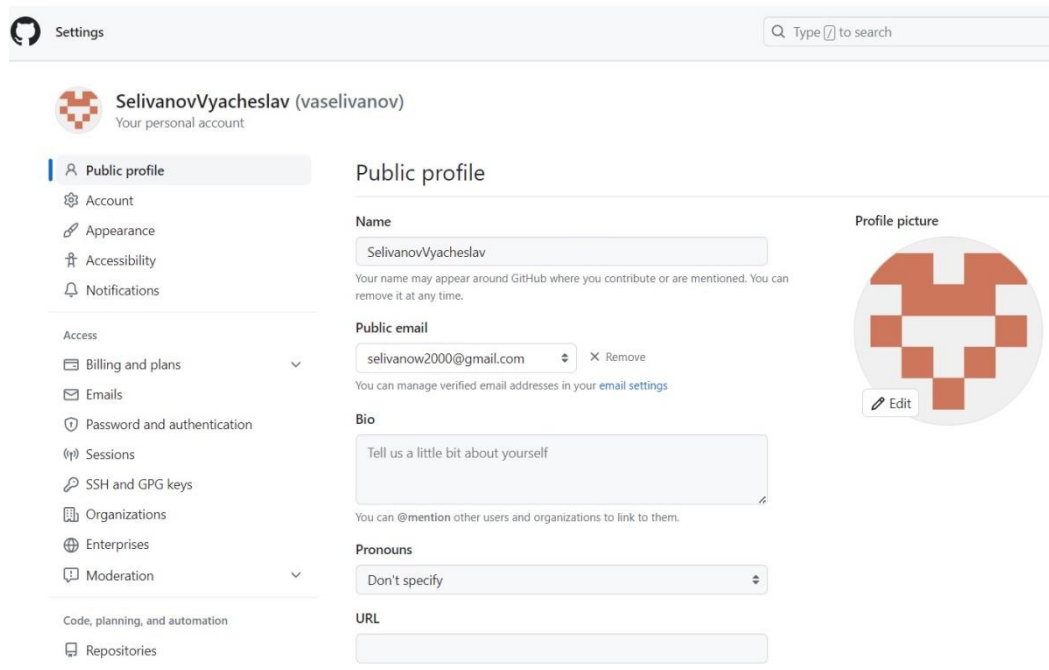 Settings
Type / to search
SelivanovVyacheslav (vaselivanov)
Your personal account
Public profile
Account
Appearance
Accessibility
Notifications
Access
Billing and plans
Emails
Password and authentication
Sessions
SSH and GPG keys
Organizations
Enterprises
Moderation
Code, planning, and automation
Repositories
Public profile
Name
SelivanovVyacheslav
Your name may appear around GitHub where you contribute or are mentioned. You can
remove it at any time.
Public email
selivanow2000@gmail.com
Remove
You can manage verified email addresses in your email settings
Bio
Tell us a little bit about yourself
You can @mention other users and organizations to link to them.
Pronouns
Don't specify
URL
Profile picture
Edit